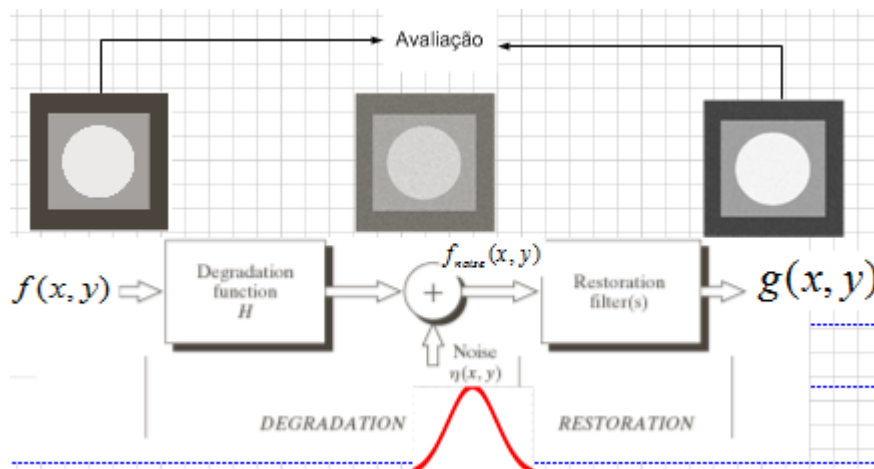 Avaliação
f(x, y)
Degradation
function
H
+
f_noise(x, y)
Noise
η(x, y)
Restoration
filter(s)
g(x, y)
DEGRADATION
RESTORATION